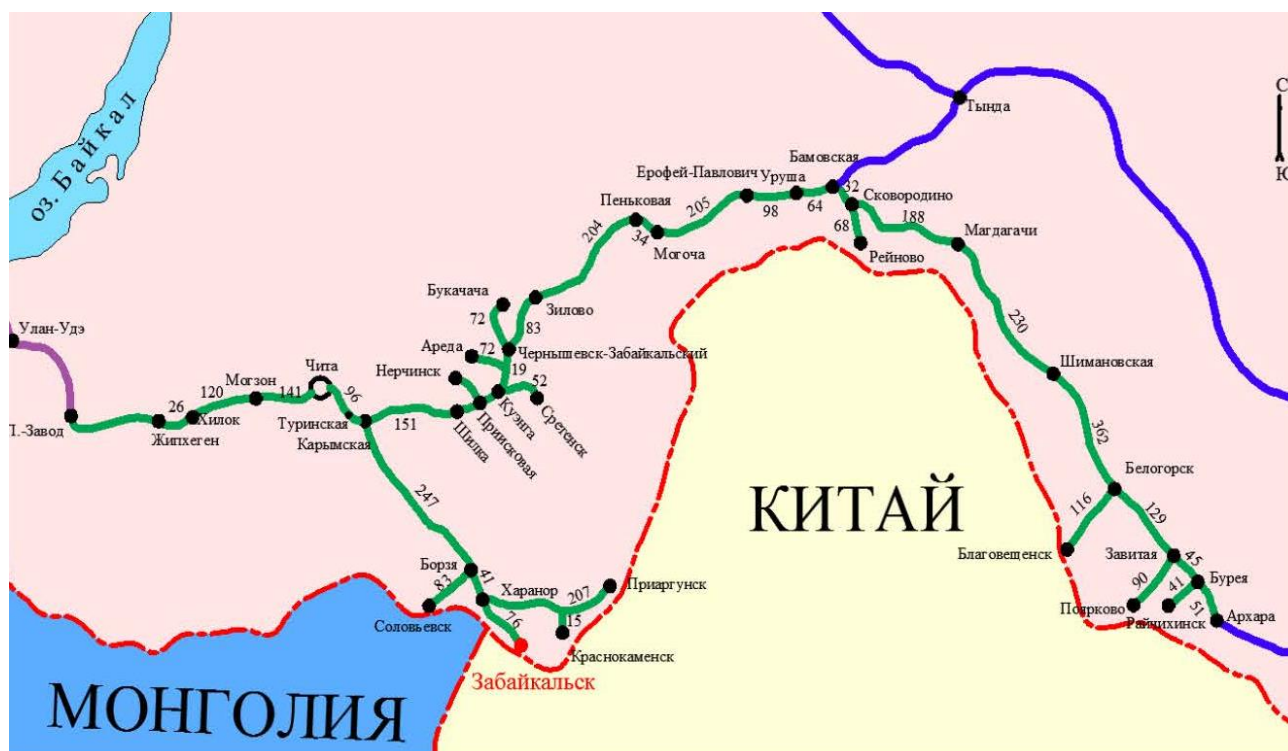 оз. Байкал
С
Ю
Тында
Бамовская
Ерофей-Павлович
Уруша
32
Сковородино
Пеньковая
205
98
64
188
204
34
68
Магдагачи
Могоча
Рейново
Букачача
Зилово
72
83
230
Улан-Удэ
Ареда
72
Чернышевск-Забайкальский
Шимановская
Чита
Нерчинск
19
52
Могзон
120
141
96
26
Хилок
Туринская
151
Куэнга
Сретенск
П.-Завод
Жипхеген
Карымская
Шилка
Приисковая
362
Белогорск
247
КИТАЙ
116
129
Благовещенск
Завитая
45
Борзя
41
Харанор
207
Приаргунск
90
41
Бурея
83
51
Поярково
Райчихинск
Архара
Соловьевск
76
15
Краснокаменск
Забайкальск
МОНГОЛИЯ